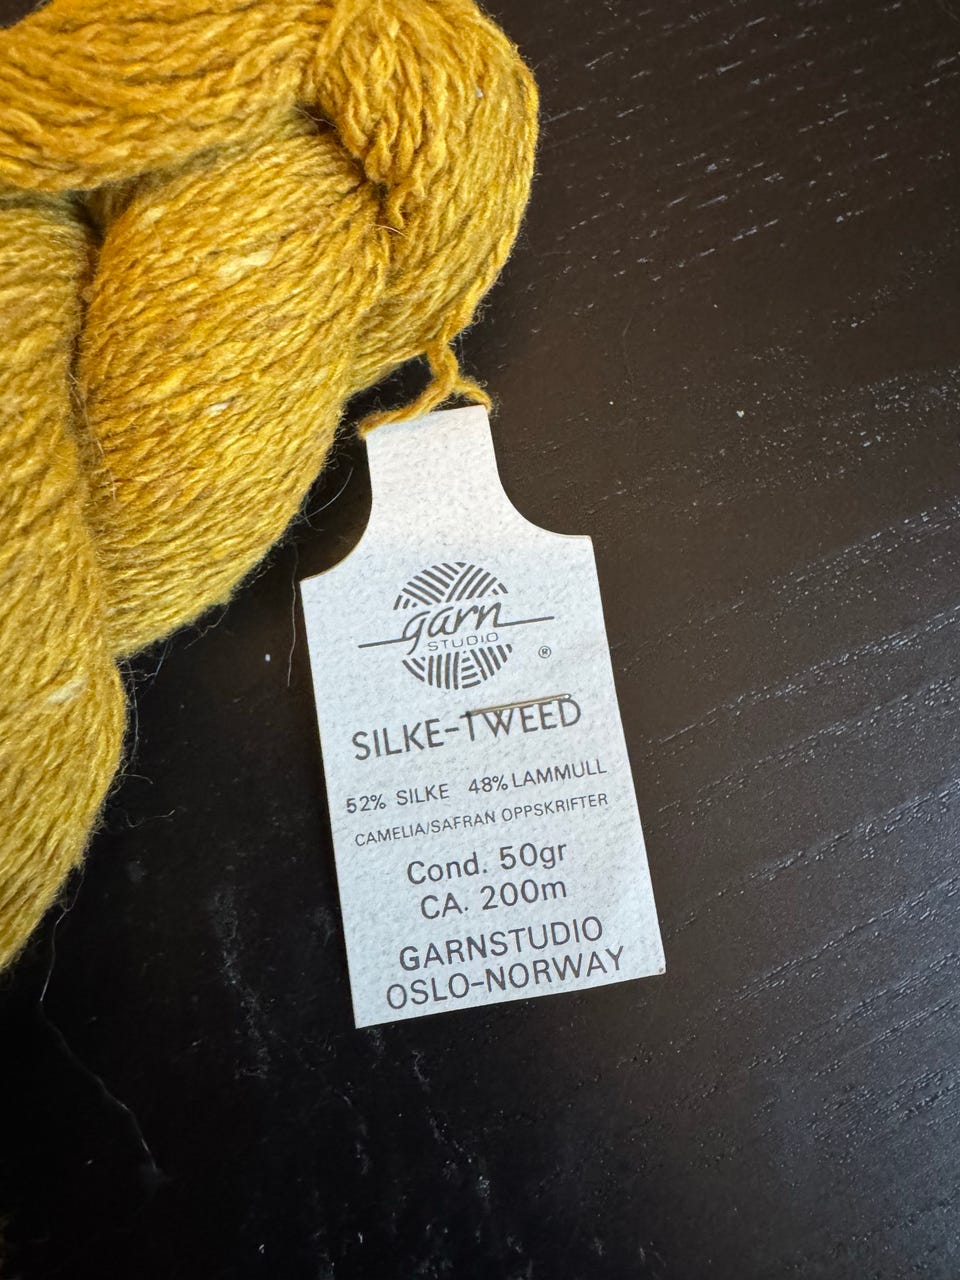 garn
STUDIO
®
SILKE-TWEED
52% SILKE 48% LAMMULL
CAMELIA/SAFRAN OPPSKRIFTER
Cond. 50gr
CA. 200m
GARNSTUDIO
OSLO-NORWAY